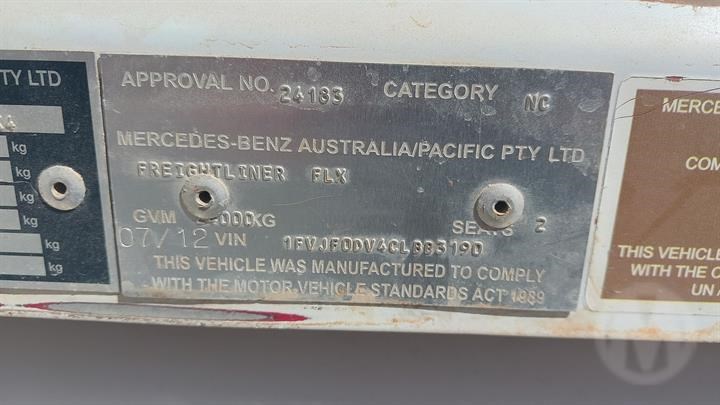 TY LTD
kg
kg
kg
kg
kg
kg
APPROVAL NO. 24183 CATEGORY NC
MERCEDES-BENZ AUSTRALIA/PACIFIC PTY LTD
FREIGHTLINER FLX
GVM 000KG SEATS 2
07/12 VIN
THIS VEHICLE WAS MANUFACTURED TO COMPLY
WITH THE MOTOR VEHICLE STANDARDS ACT 1989
MERCE
COM
THIS VEHICLE
WITH THE
UN